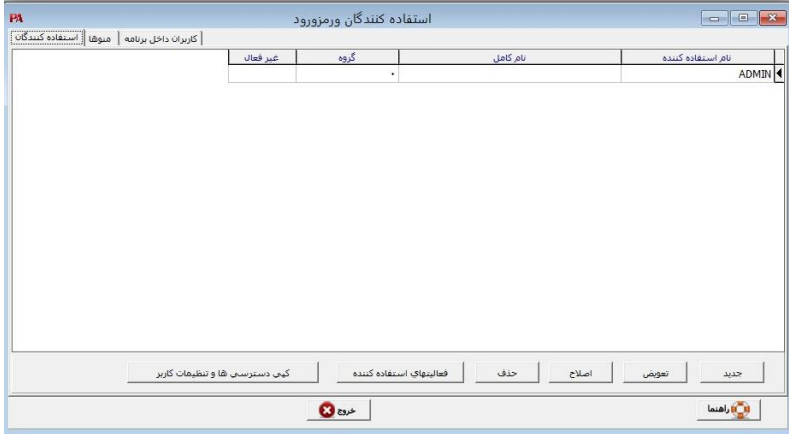 PA استفاده کنندگان ورمزورود
استفاده کنندگان منوها کاربران داخل برنامه
نام استفاده کننده نام کامل گروه غیر فعال
ADMIN ۰
جدید تعویض اصلاح حذف فعالیتهای استفاده کننده کپی دسترسی ها و تنظیمات کاربر
راهنما خروج